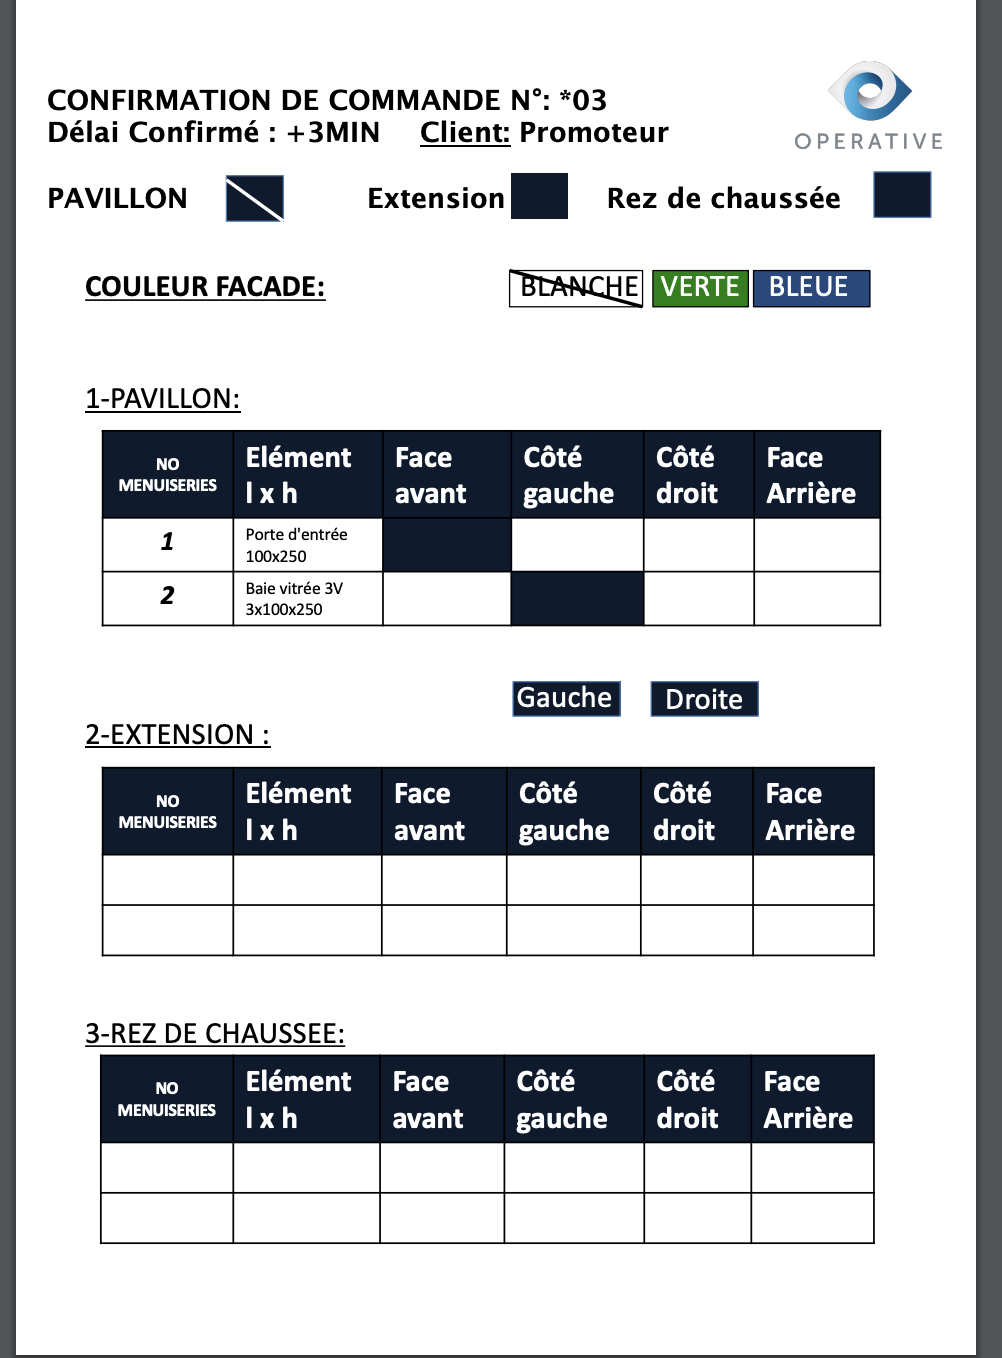 CONFIRMATION DE COMMANDE N°: *03
Délai Confirmé : +3MIN Client: Promoteur
OPERATIVE
PAVILLON Extension Rez de chaussée
COULEUR FACADE: BLANCHE VERTE BLEUE
1-PAVILLON:
NO MENUISERIES Elément l x h Face avant Côté gauche Côté droit Face Arrière
1 Porte d'entrée 100x250
2 Baie vitrée 3V 3x100x250
Gauche Droite
2-EXTENSION :
NO MENUISERIES Elément l x h Face avant Côté gauche Côté droit Face Arrière
3-REZ DE CHAUSSEE:
NO MENUISERIES Elément l x h Face avant Côté gauche Côté droit Face Arrière